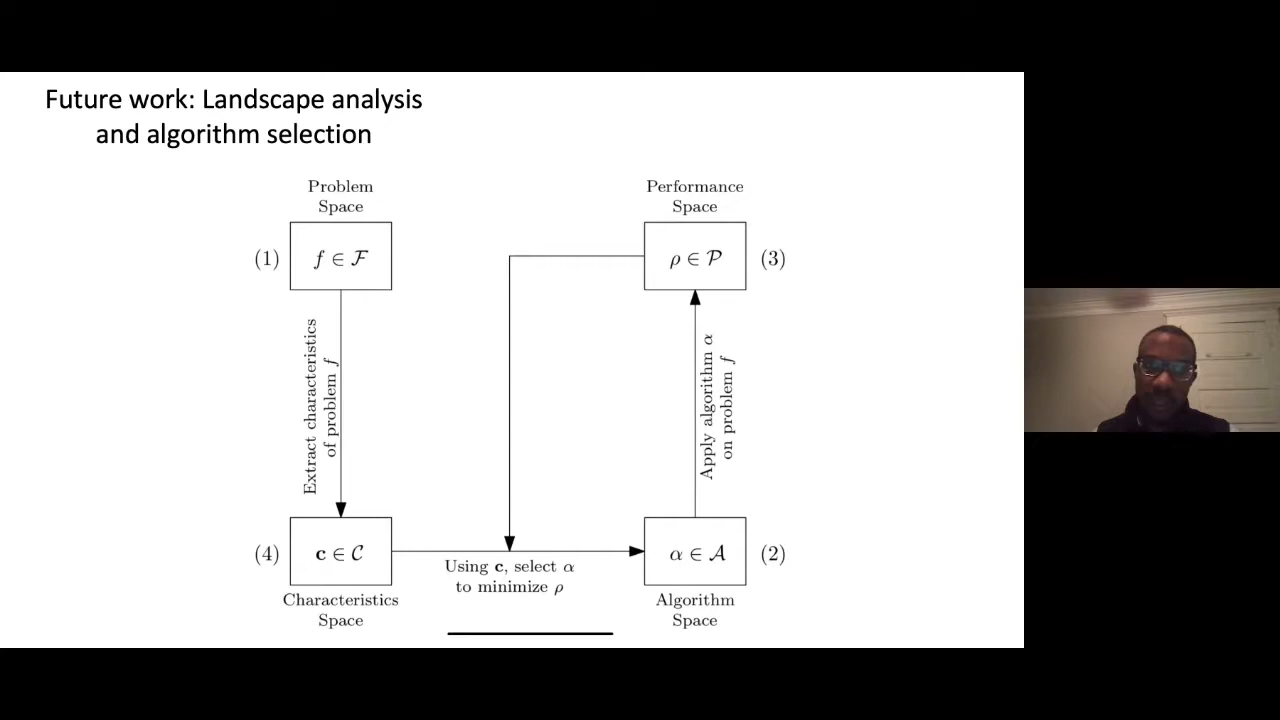 Future work: Landscape analysis
and algorithm selection
Problem
Space
Performance
Space
(1)
f ∈ ℱ
ρ ∈ 𝒫
(3)
Extract characteristics
of problem f
Apply algorithm α
on problem f
(4)
c ∈ 𝒞
Using c, select α
to minimize ρ
α ∈ 𝒜
(2)
Characteristics
Space
Algorithm
Space